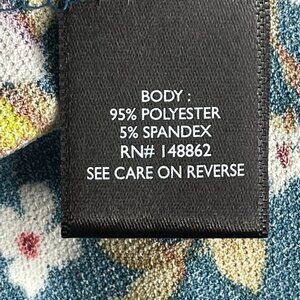 BODY :
95% POLYESTER
5% SPANDEX
RN# 148862
SEE CARE ON REVERSE